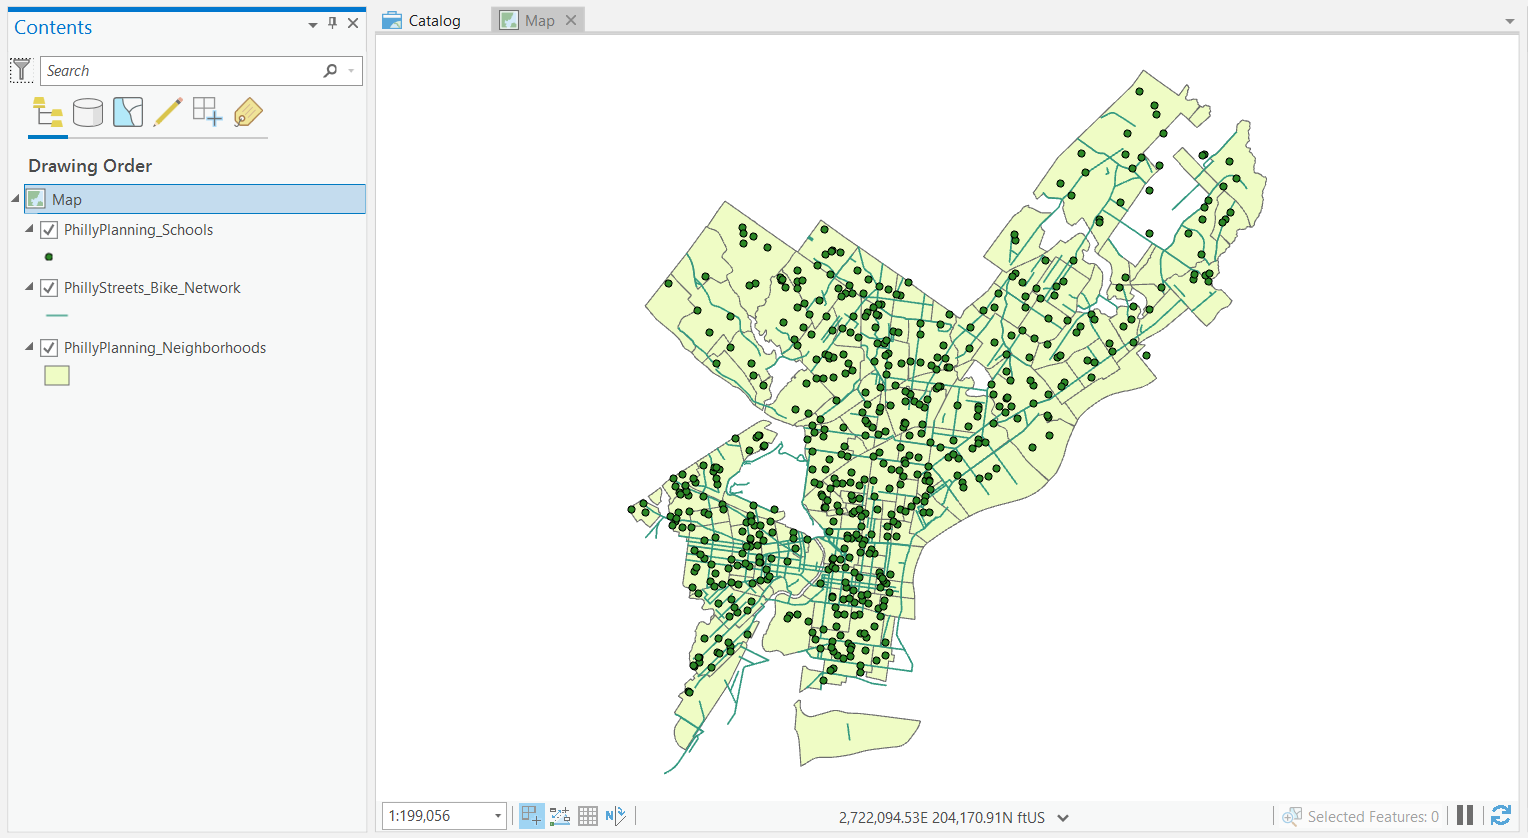 Contents
Search
Drawing Order
Map
PhillyPlanning_Schools
PhillyStreets_Bike_Network
PhillyPlanning_Neighborhoods
Catalog
Map
1:199,056
N
2,722,094.53E 204,170.91N ftUS
Selected Features: 0